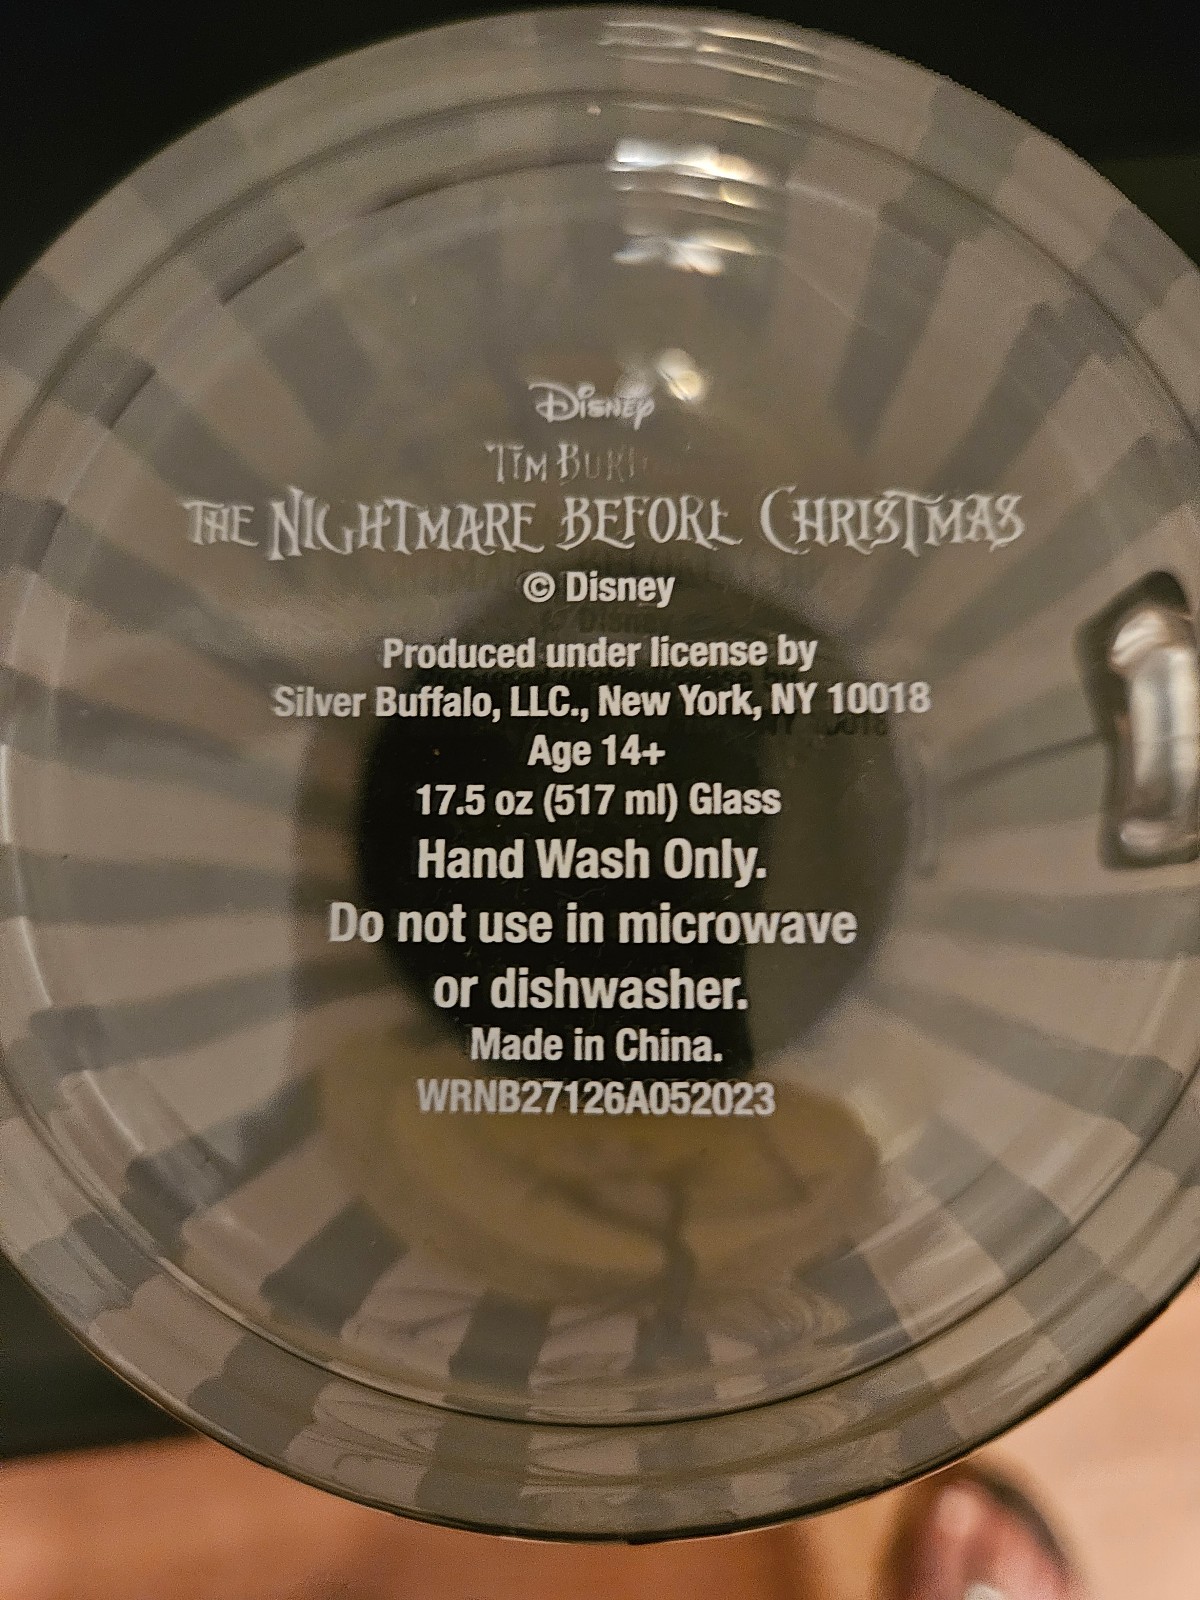 Disney
TIM
THE NIGHTMARE BEFORE CHRISTMAS
© Disney
Produced under license by
Silver Buffalo, LLC., New York, NY 10018
Age 14+
17.5 oz (517 ml) Glass
Hand Wash Only.
Do not use in microwave
or dishwasher.
Made in China.
WRNB27126A052023